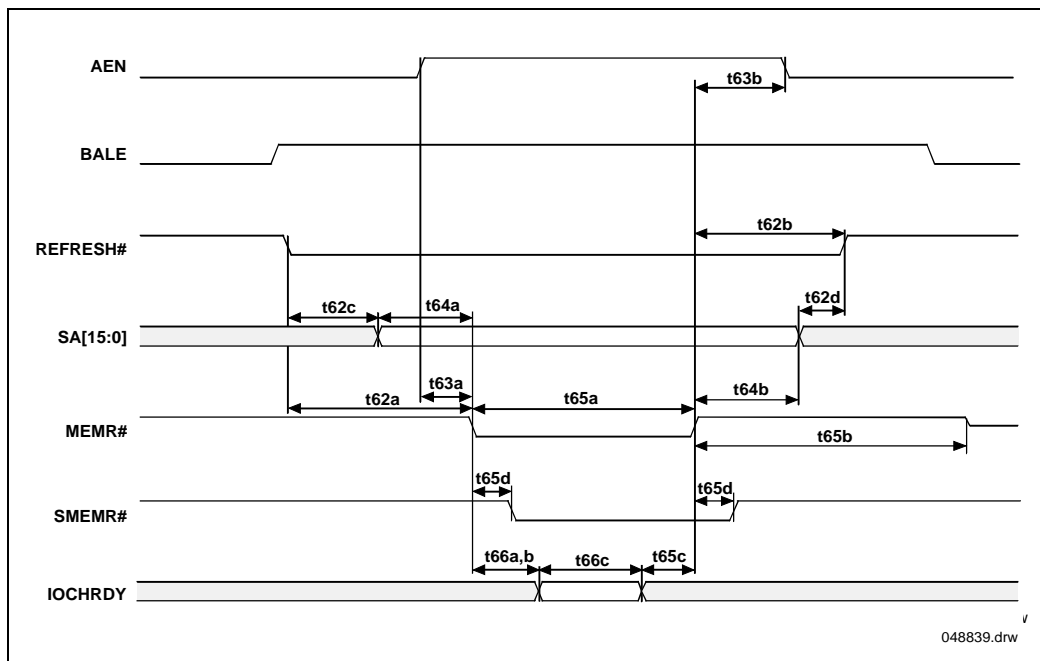 AEN
t63b
BALE
t62b
REFRESH#
t62c
t64a
t62d
SA[15:0]
t63a
t64b
t62a
t65a
MEMR#
t65b
t65d
t65d
SMEMR#
t66a,b
t66c
t65c
IOCHRDY
048839.drw